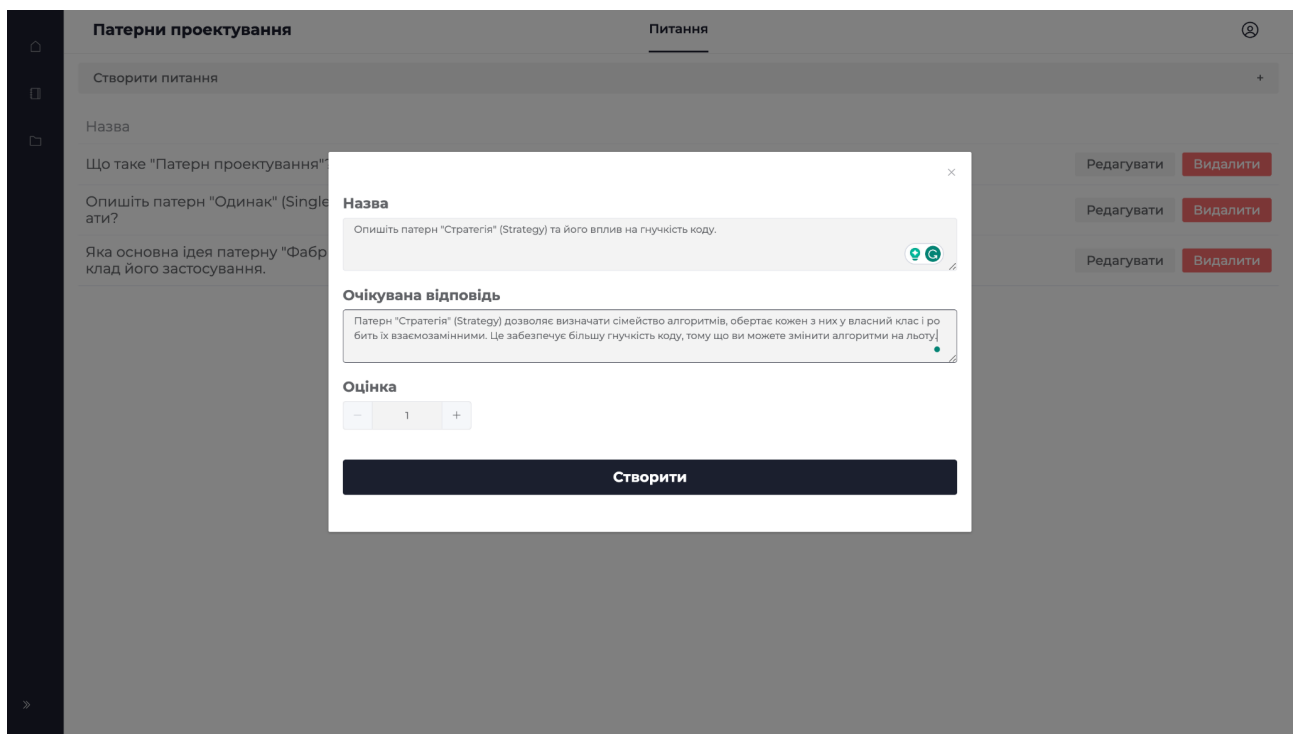 Патерни проектування
Питання
Створити питання
+
Назва
Що таке "Патерн проектування"?
Редагувати
Видалити
Опишіть патерн "Одинак" (Single
ати?
Редагувати
Видалити
Яка основна ідея патерну "Фабр
клад його застосування.
Редагувати
Видалити
×
Назва
Опишіть патерн "Стратегія" (Strategy) та його вплив на гнучкість коду.
Очікувана відповідь
Патерн "Стратегія" (Strategy) дозволяє визначати сімейство алгоритмів, обертає кожен з них у власний клас і ро
бить їх взаємозамінними. Це забезпечує більшу гнучкість коду, тому що ви можете змінити алгоритми на льоту.
Оцінка
− 1 +
Створити
»